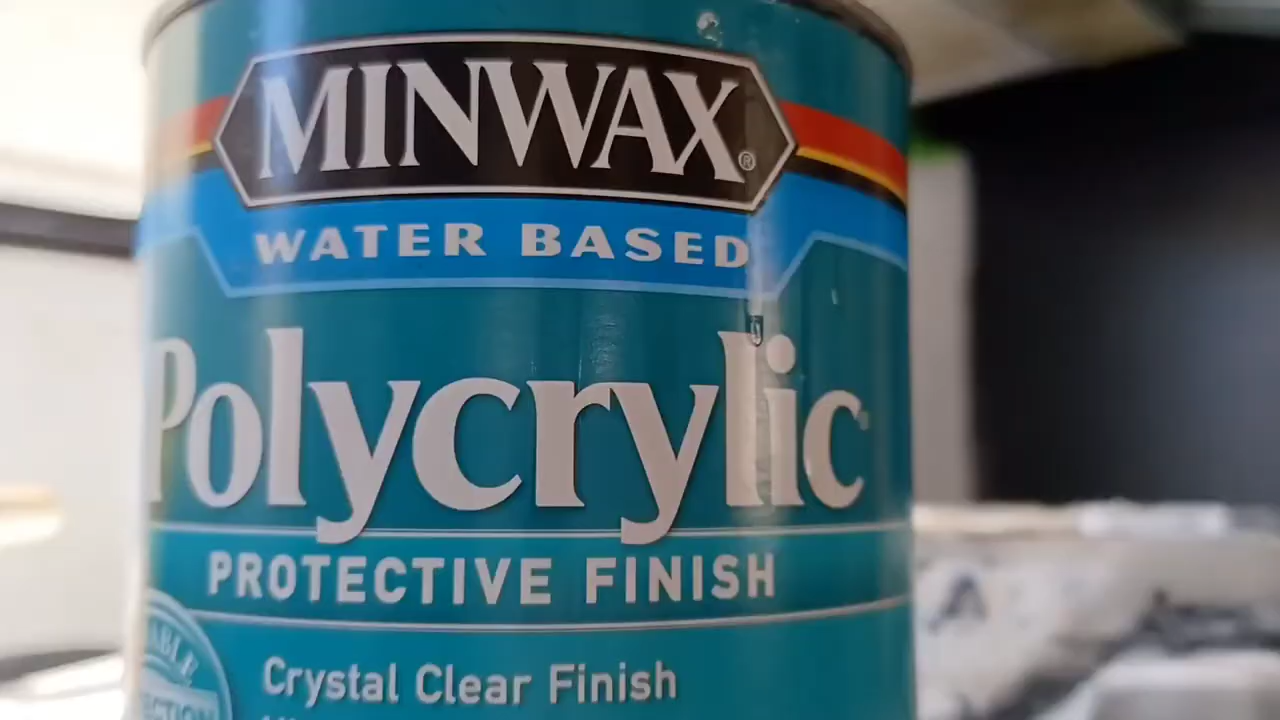 MINWAX®
WATER BASED
Polycrylic
PROTECTIVE FINISH
Crystal Clear Finish